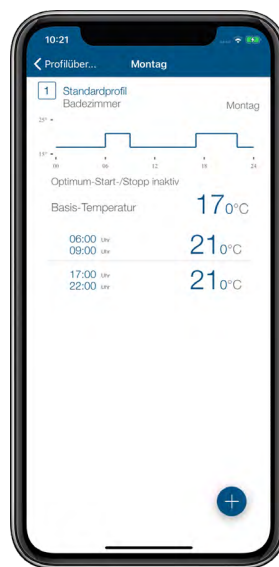 10:21
Profilüber... Montag
1 Standardprofil
Badezimmer Montag
25°
15°
00 06 12 18 24
Optimum-Start-/Stopp inaktiv
Basis-Temperatur 17 0°C
06:00 Uhr
09:00 Uhr 21 0°C
17:00 Uhr
22:00 Uhr 21 0°C